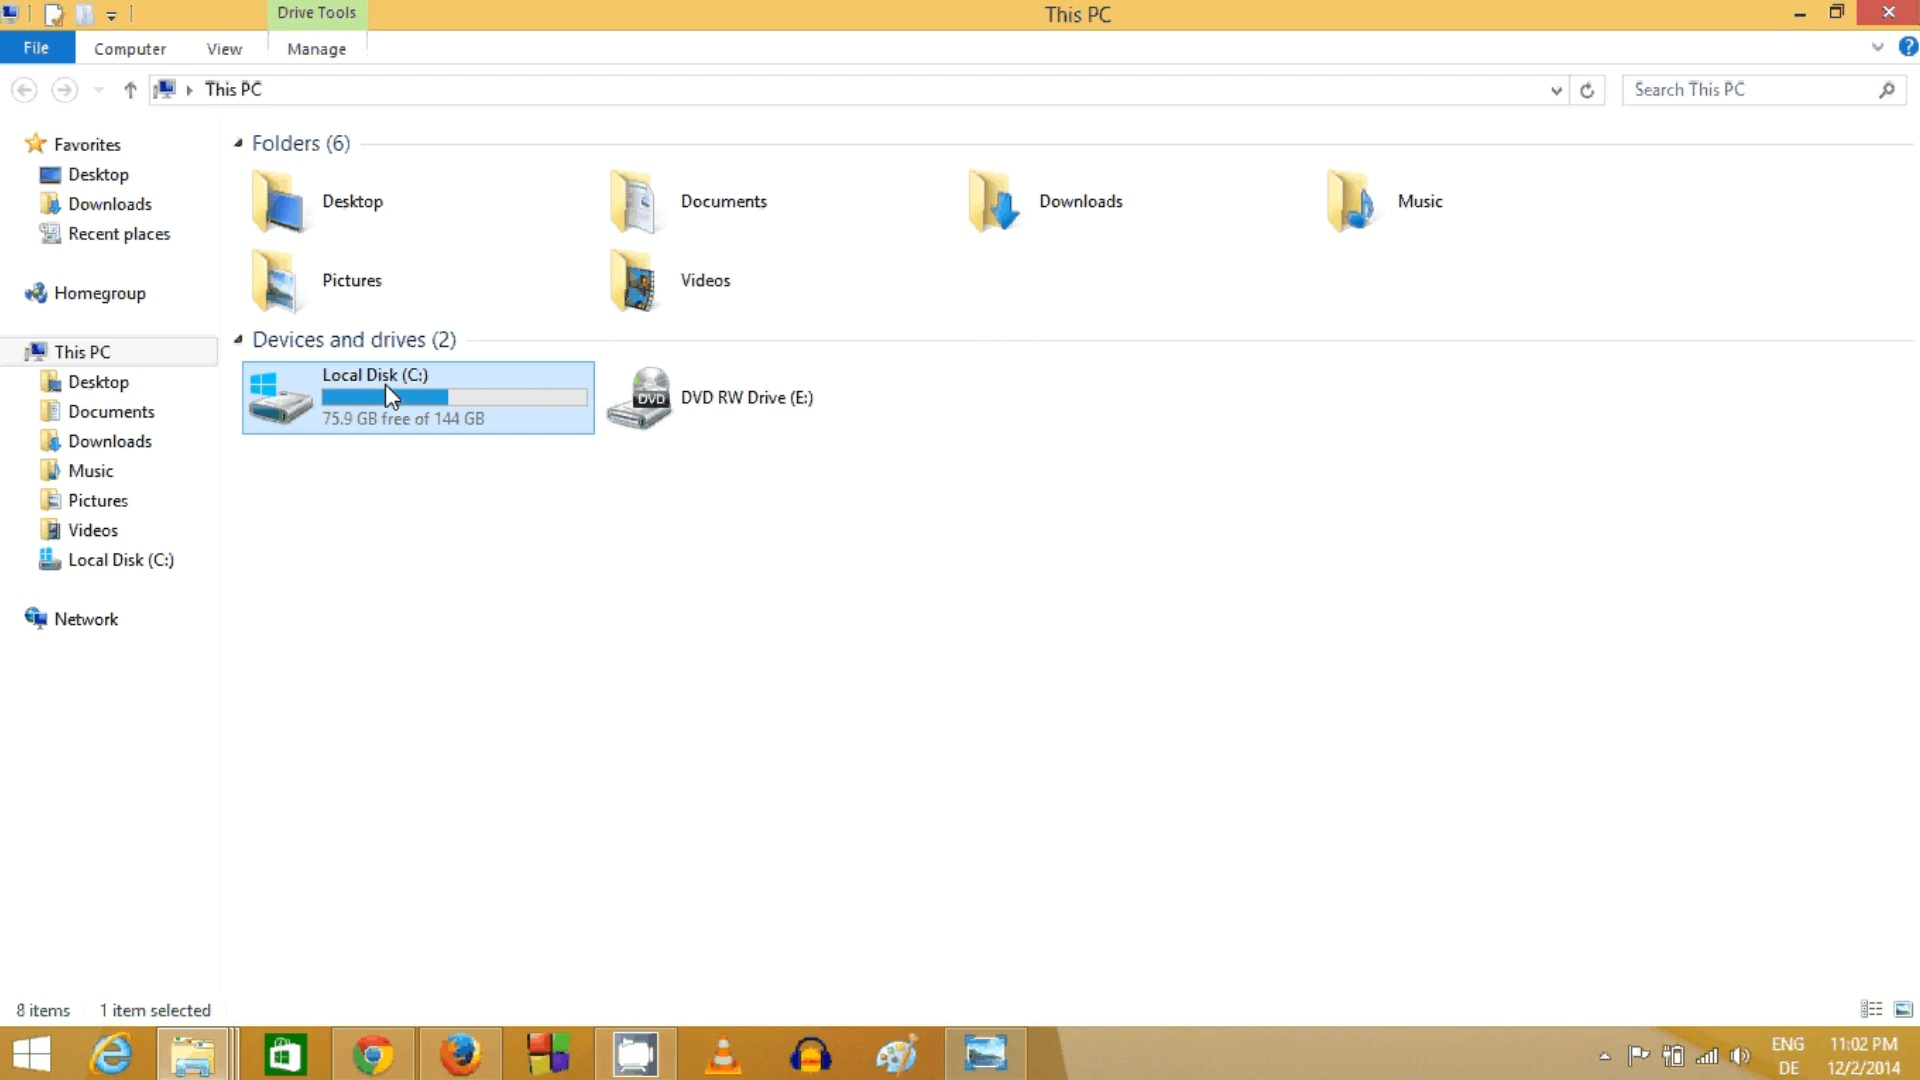 Drive Tools
This PC
File
Computer
View
Manage
This PC
Search This PC
Favorites
Desktop
Downloads
Recent places
Homegroup
This PC
Desktop
Documents
Downloads
Music
Pictures
Videos
Local Disk (C:)
Network
Folders (6)
Desktop
Documents
Downloads
Music
Pictures
Videos
Devices and drives (2)
Local Disk (C:)
75.9 GB free of 144 GB
DVD
DVD RW Drive (E:)
8 items
1 item selected
ENG
DE
11:02 PM
12/2/2014